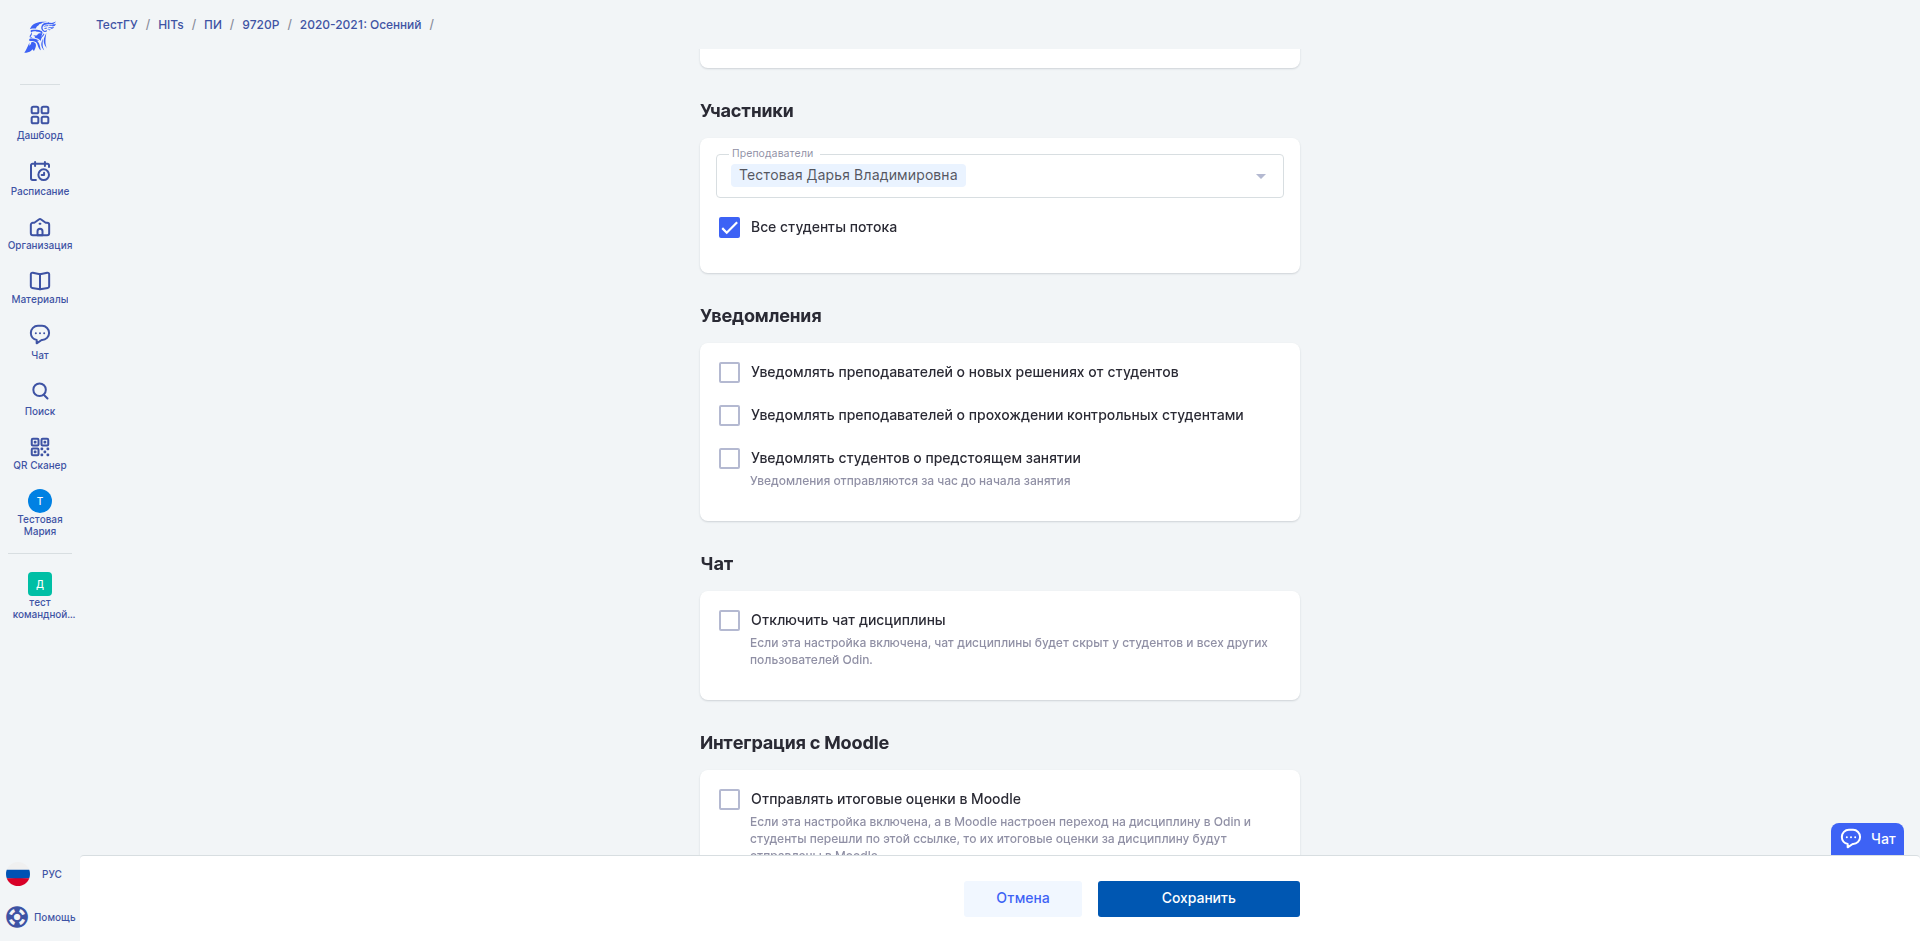 ТестГУ / HITs / ПИ / 9720Р / 2020-2021: Осенний /
Дашборд
Расписание
Организация
Материалы
Чат
Поиск
QR Сканер
Т
Тестовая
Мария
Д
тест
командной...
РУС
Помощь
Участники
Преподаватели
Тестовая Дарья Владимировна
Все студенты потока
Уведомления
Уведомлять преподавателей о новых решениях от студентов
Уведомлять преподавателей о прохождении контрольных студентами
Уведомлять студентов о предстоящем занятии
Уведомления отправляются за час до начала занятия
Чат
Отключить чат дисциплины
Если эта настройка включена, чат дисциплины будет скрыт у студентов и всех других
пользователей Odin.
Интеграция с Moodle
Отправлять итоговые оценки в Moodle
Если эта настройка включена, а в Moodle настроен переход на дисциплину в Odin и
студенты перешли по этой ссылке, то их итоговые оценки за дисциплину будут
отправлены в Moodle.
Чат
Отмена
Сохранить